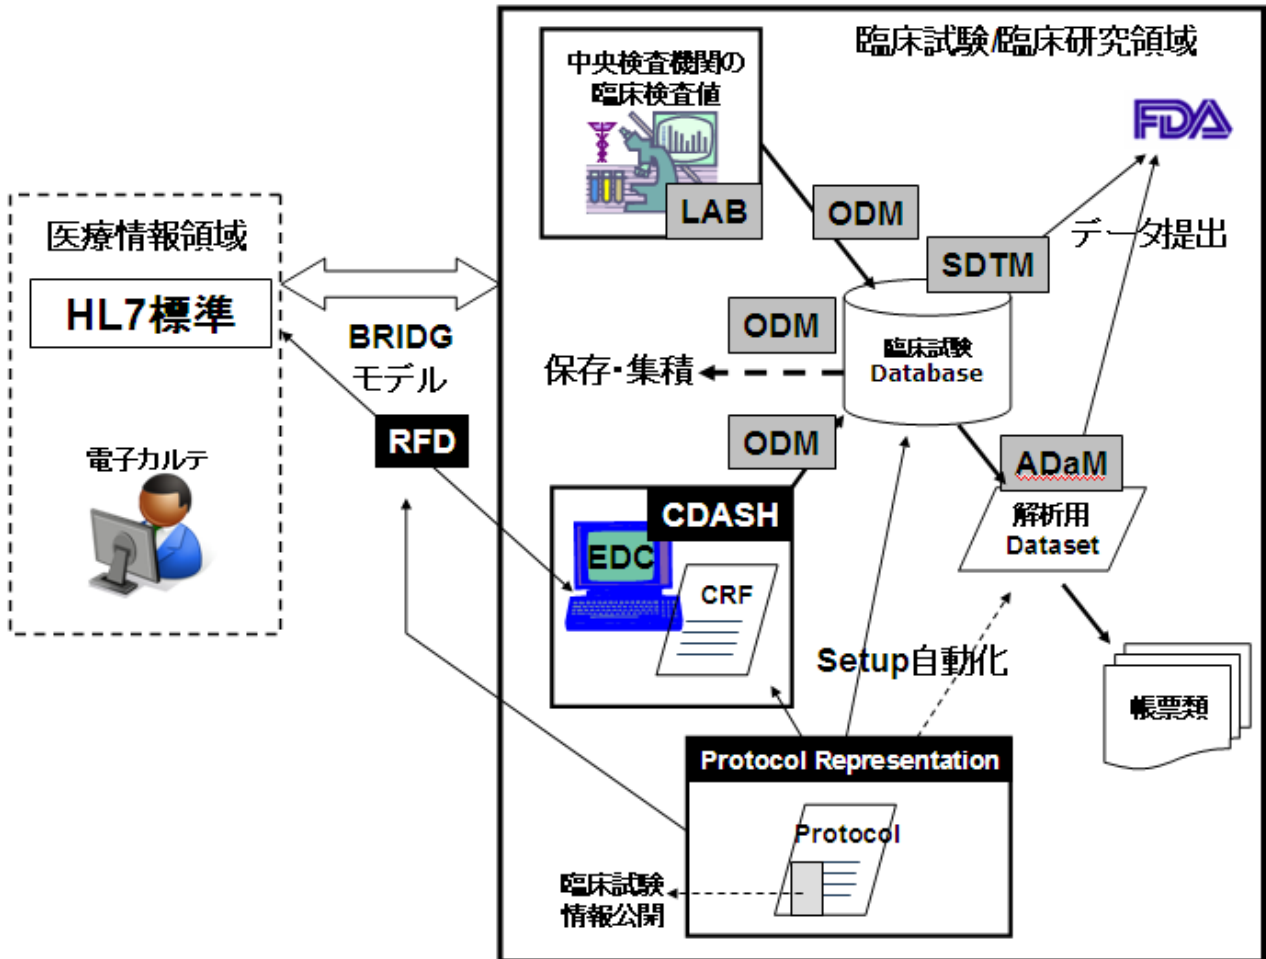 臨床試験/臨床研究領域
中央検査機関の
臨床検査値
LAB
FDA
ODM
データ提出
SDTM
医療情報領域
HL7標準
BRIDG
モデル
ODM
臨床試験
Database
保存・集積
RFD
ODM
ADaM
電子カルテ
CDASH
EDC
CRF
解析用
Dataset
Setup自動化
帳票類
Protocol Representation
Protocol
臨床試験
情報公開